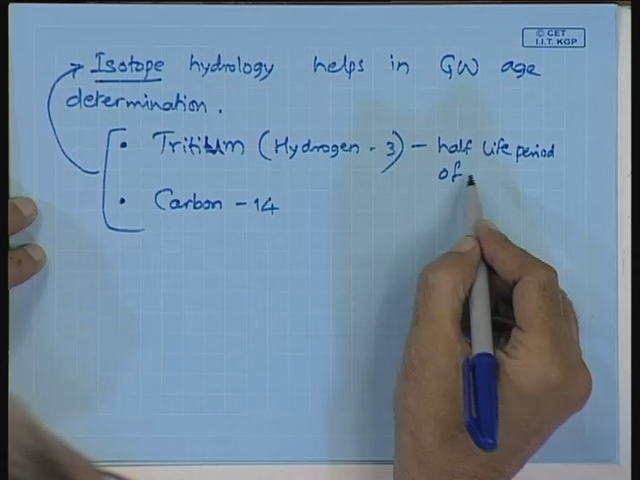 © CET
I.I.T. KGP
Isotope hydrology helps in GW age
determination.
• Tritium (Hydrogen - 3) - half life period
of
• Carbon - 14